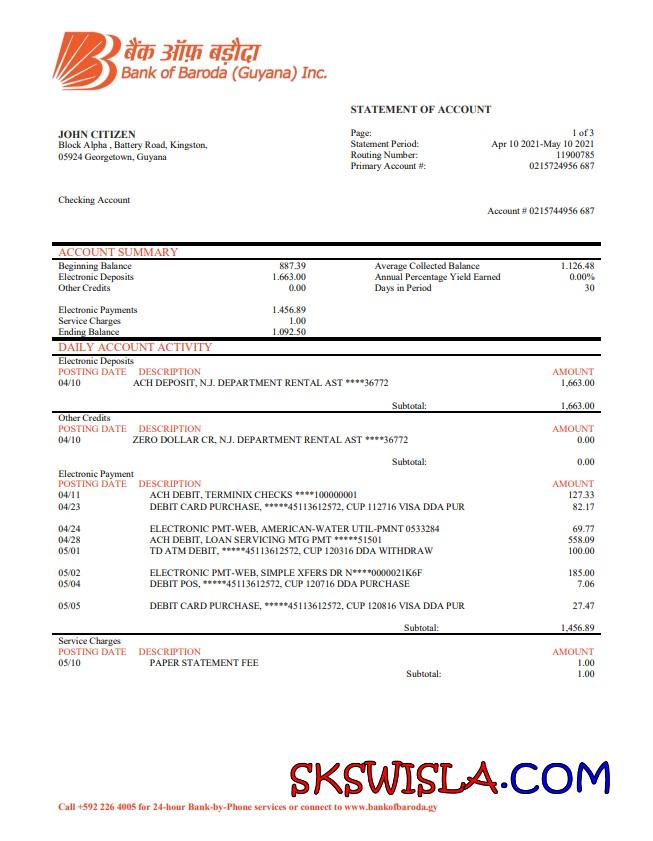 बैंक ऑफ़ बड़ौदा
Bank of Baroda (Guyana) Inc.
STATEMENT OF ACCOUNT
JOHN CITIZEN
Block Alpha , Battery Road, Kingston,
05924 Georgetown, Guyana
Page: 1 of 3
Statement Period: Apr 10 2021-May 10 2021
Routing Number: 11900785
Primary Account #: 0215724956 687
Checking Account
Account # 0215744956 687
ACCOUNT SUMMARY
Beginning Balance 887.39 Average Collected Balance 1.126.48
Electronic Deposits 1.663.00 Annual Percentage Yield Earned 0.00%
Other Credits 0.00 Days in Period 30
Electronic Payments 1.456.89
Service Charges 1.00
Ending Balance 1.092.50
DAILY ACCOUNT ACTIVITY
Electronic Deposits
POSTING DATE DESCRIPTION AMOUNT
04/10 ACH DEPOSIT, N.J. DEPARTMENT RENTAL AST ****36772 1,663.00
Subtotal: 1,663.00
Other Credits
POSTING DATE DESCRIPTION AMOUNT
04/10 ZERO DOLLAR CR, N.J. DEPARTMENT RENTAL AST ****36772 0.00
Subtotal: 0.00
Electronic Payment
POSTING DATE DESCRIPTION AMOUNT
04/11 ACH DEBIT, TERMINIX CHECKS ****100000001 127.33
04/23 DEBIT CARD PURCHASE, *****45113612572, CUP 112716 VISA DDA PUR 82.17
04/24 ELECTRONIC PMT-WEB, AMERICAN-WATER UTIL-PMNT 0533284 69.77
04/28 ACH DEBIT, LOAN SERVICING MTG PMT *****51501 558.09
05/01 TD ATM DEBIT, *****45113612572, CUP 120316 DDA WITHDRAW 100.00
05/02 ELECTRONIC PMT-WEB, SIMPLE XFERS DR N****0000021K6F 185.00
05/04 DEBIT POS, *****45113612572, CUP 120716 DDA PURCHASE 7.06
05/05 DEBIT CARD PURCHASE, *****45113612572, CUP 120816 VISA DDA PUR 27.47
Subtotal: 1,456.89
Service Charges
POSTING DATE DESCRIPTION AMOUNT
05/10 PAPER STATEMENT FEE 1.00
Subtotal: 1.00
SKSWISLA.COM
Call +592 226 4005 for 24-hour Bank-by-Phone services or connect to www.bankofbaroda.gy